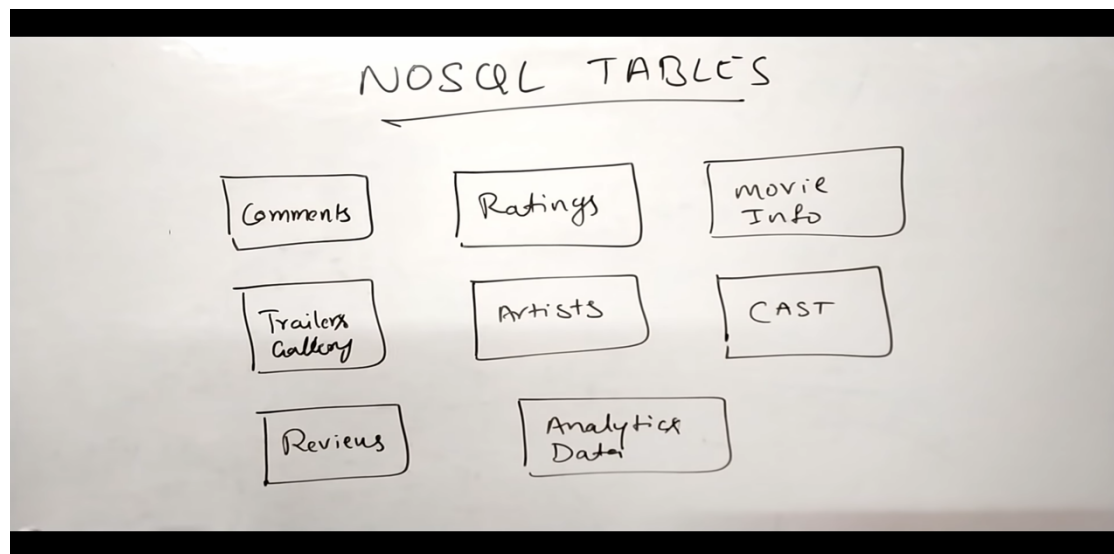 NOSQL TABLES
Comments
Ratings
Movie
Info
Trailers
Gallery
Artists
CAST
Reviews
Analytics
Data